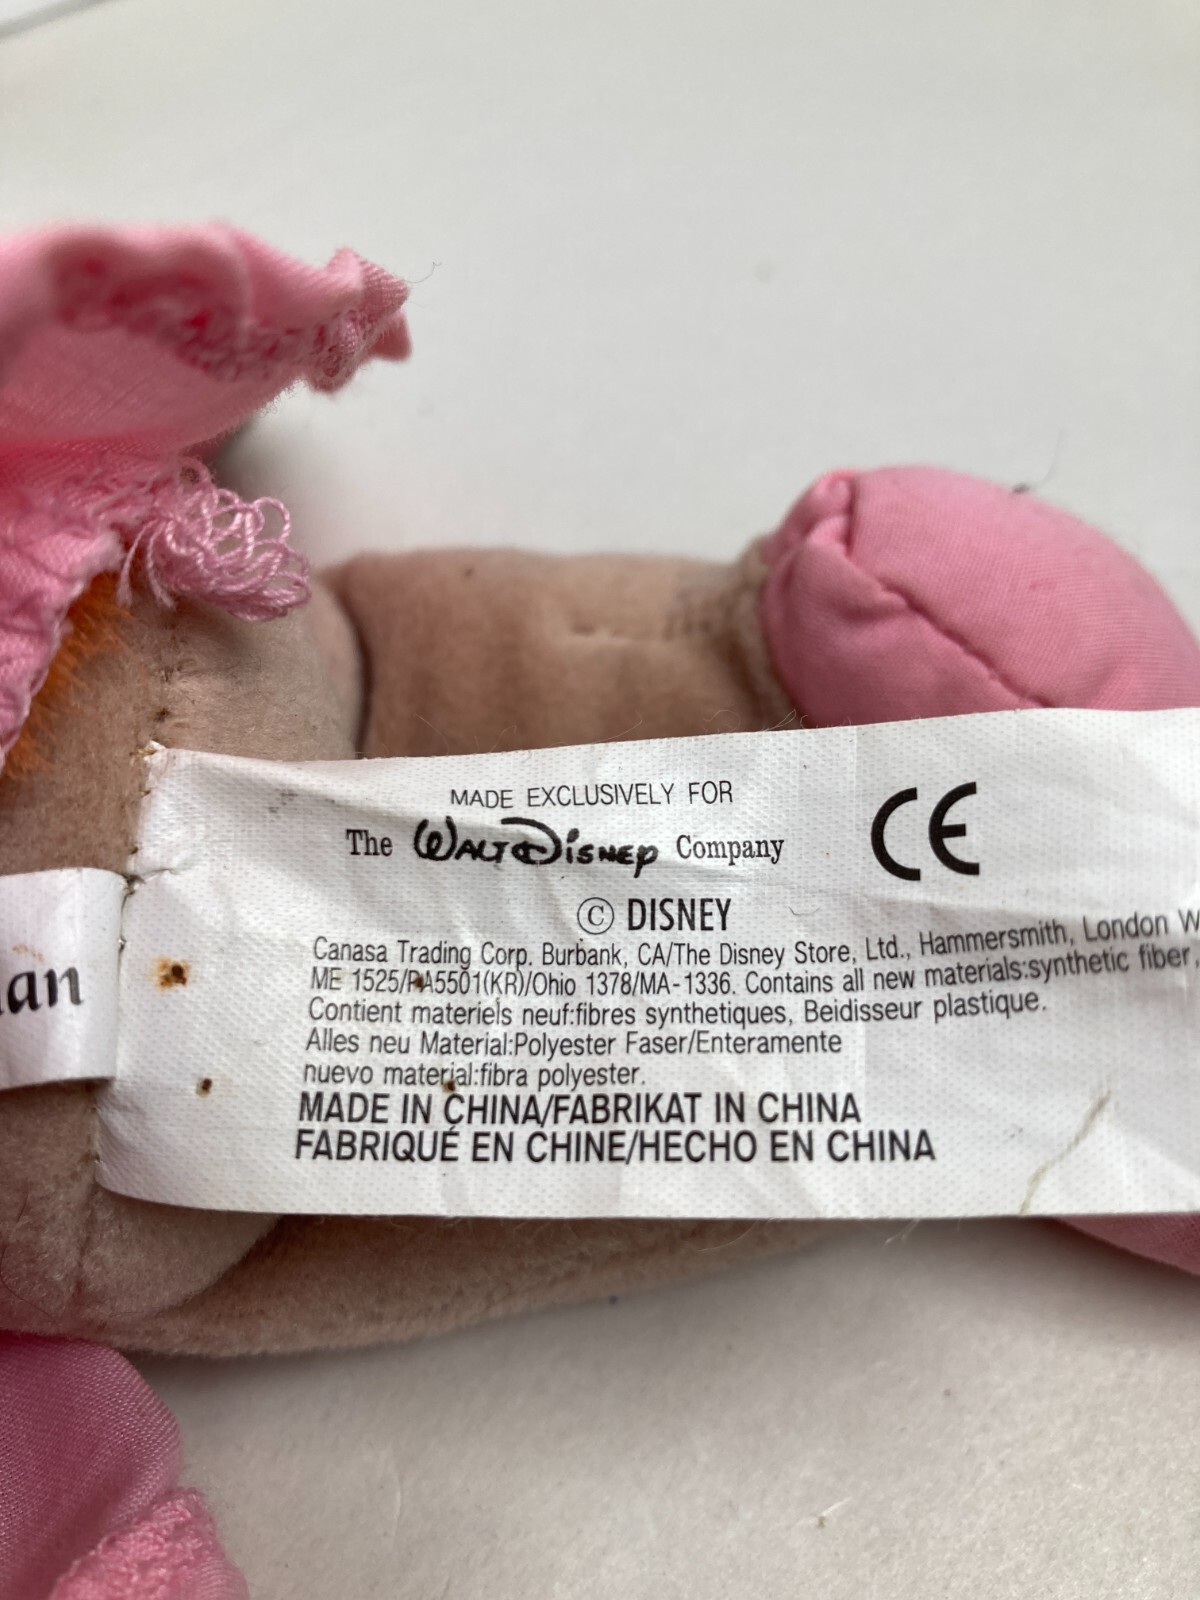 MADE EXCLUSIVELY FOR
The WALT DISNEY Company
CE
© DISNEY
Canasa Trading Corp. Burbank, CA/The Disney Store, Ltd., Hammersmith, London W
ME 1525/PA5501(KR)/Ohio 1378/MA-1336. Contains all new materials:synthetic fiber,
Contient materiels neuf:fibres synthetiques, Beidisseur plastique.
Alles neu Material:Polyester Faser/Enteramente
nuevo material:fibra polyester.
MADE IN CHINA/FABRIKAT IN CHINA
FABRIQUÉ EN CHINE/HECHO EN CHINA